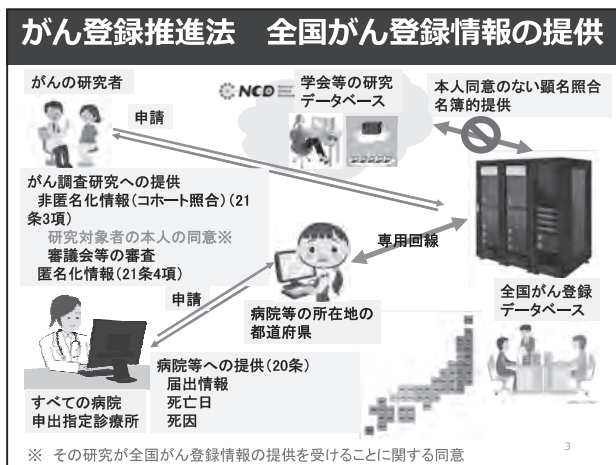 がん登録推進法　全国がん登録情報の提供
がんの研究者
申請
NCD
学会等の研究
データベース
本人同意のない顕名照合
名簿的提供
がん調査研究への提供
非匿名化情報(コホート照合)(21
条3項)
研究対象者の本人の同意※
審議会等の審査
匿名化情報(21条4項)
専用回線
申請
病院等の所在地の
都道府県
全国がん登録
データベース
すべての病院
申出指定診療所
病院等への提供(20条)
届出情報
死亡日
死因
※ その研究が全国がん登録情報の提供を受けることに関する同意
3